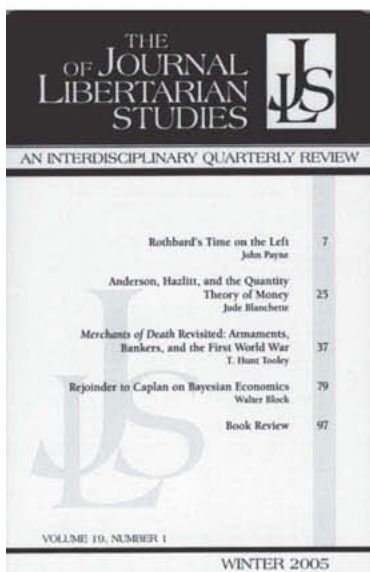 THE
OF JOURNAL
LIBERTARIAN
STUDIES
JLS
AN INTERDISCIPLINARY QUARTERLY REVIEW
Rothbard's Time on the Left 7
John Payne
Anderson, Hazlitt, and the Quantity
Theory of Money 25
Jude Blanchette
Merchants of Death Revisited: Armaments,
Bankers, and the First World War 37
T. Hunt Tooley
Rejoinder to Caplan on Bayesian Economics 79
Walter Block
Book Review 97
JLS
VOLUME 19, NUMBER 1
WINTER 2005